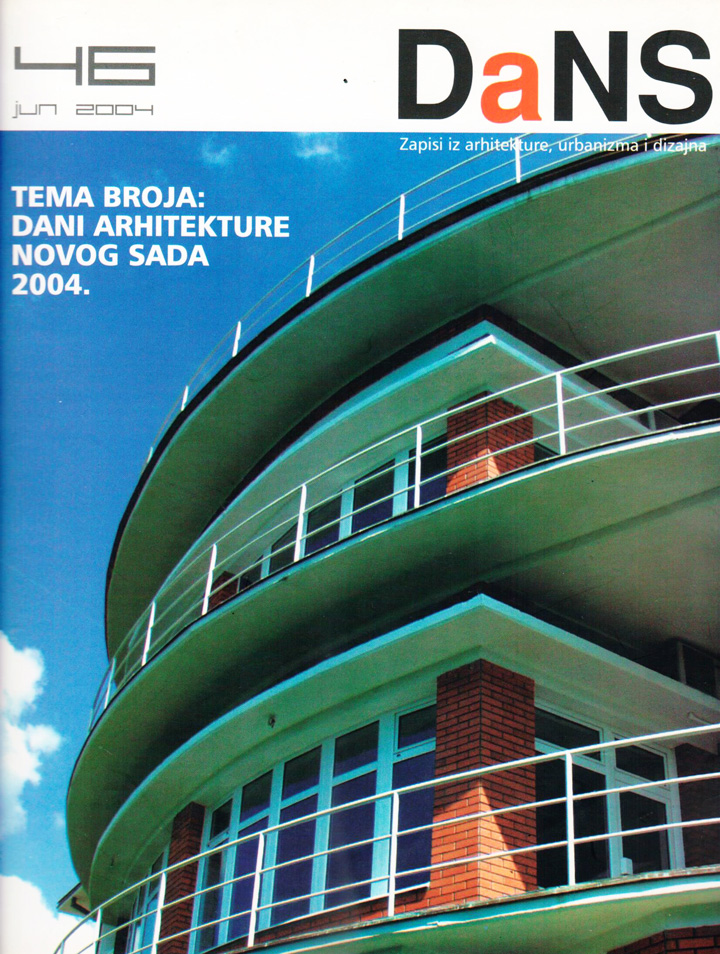 46
jun 2004
DaNS
Zapisi iz arhitekture, urbanizma i dizajna
TEMA BROJA:
DANI ARHITEKTURE
NOVOG SADA
2004.